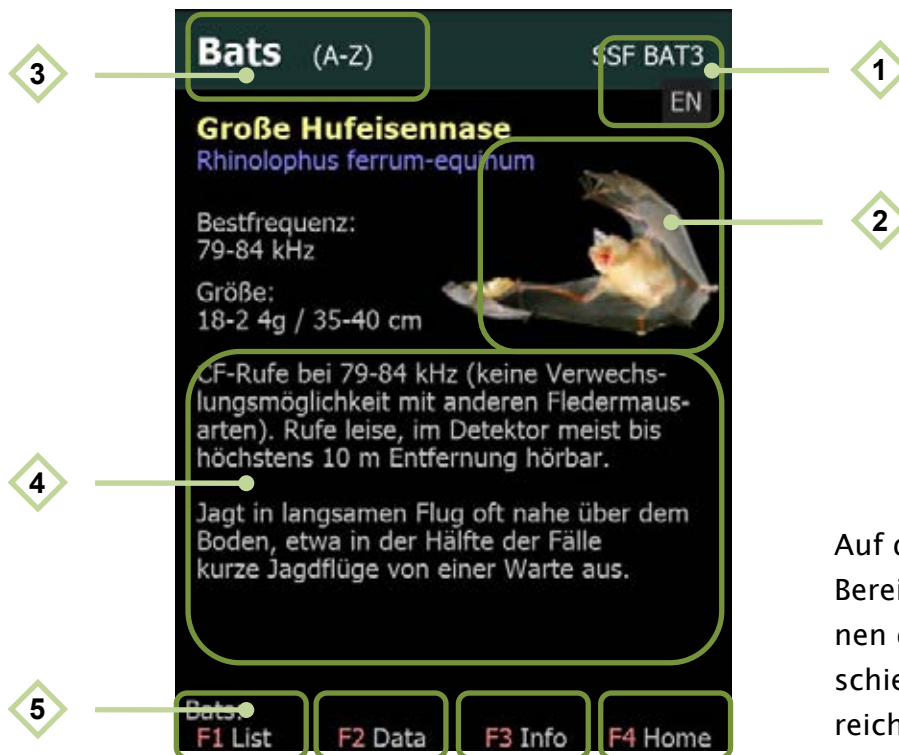 3
Bats (A-Z)
SSF BAT3
1
EN
Große Hufeisennase
Rhinolophus ferrum-equinum
2
Bestfrequenz:
79-84 kHz
Größe:
18-2 4g / 35-40 cm
CF-Rufe bei 79-84 kHz (keine Verwechs-
lungsmöglichkeit mit anderen Fledermaus-
arten). Rufe leise, im Detektor meist bis
höchstens 10 m Entfernung hörbar.
4
Jagt in langsamen Flug oft nahe über dem
Boden, etwa in der Hälfte der Fälle
kurze Jagdflüge von einer Warte aus.
5
Bats:
F1 List
F2 Data
F3 Info
F4 Home
Auf
Berei
nen
schie
reich